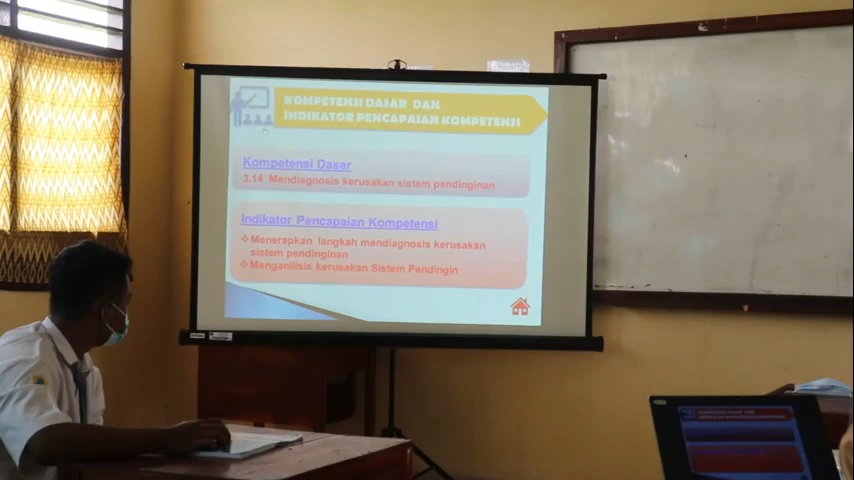 KOMPETENSI DASAR DAN
INDIKATOR PENCAPAIAN KOMPETENSI
Kompetensi Dasar
3.14 Mendiagnosis kerusakan sistem pendinginan
Indikator Pencapaian Kompetensi
❖Menerapkan langkah mendiagnosis kerusakan
sistem pendinginan
❖Menganilisis kerusakan Sistem Pendingin